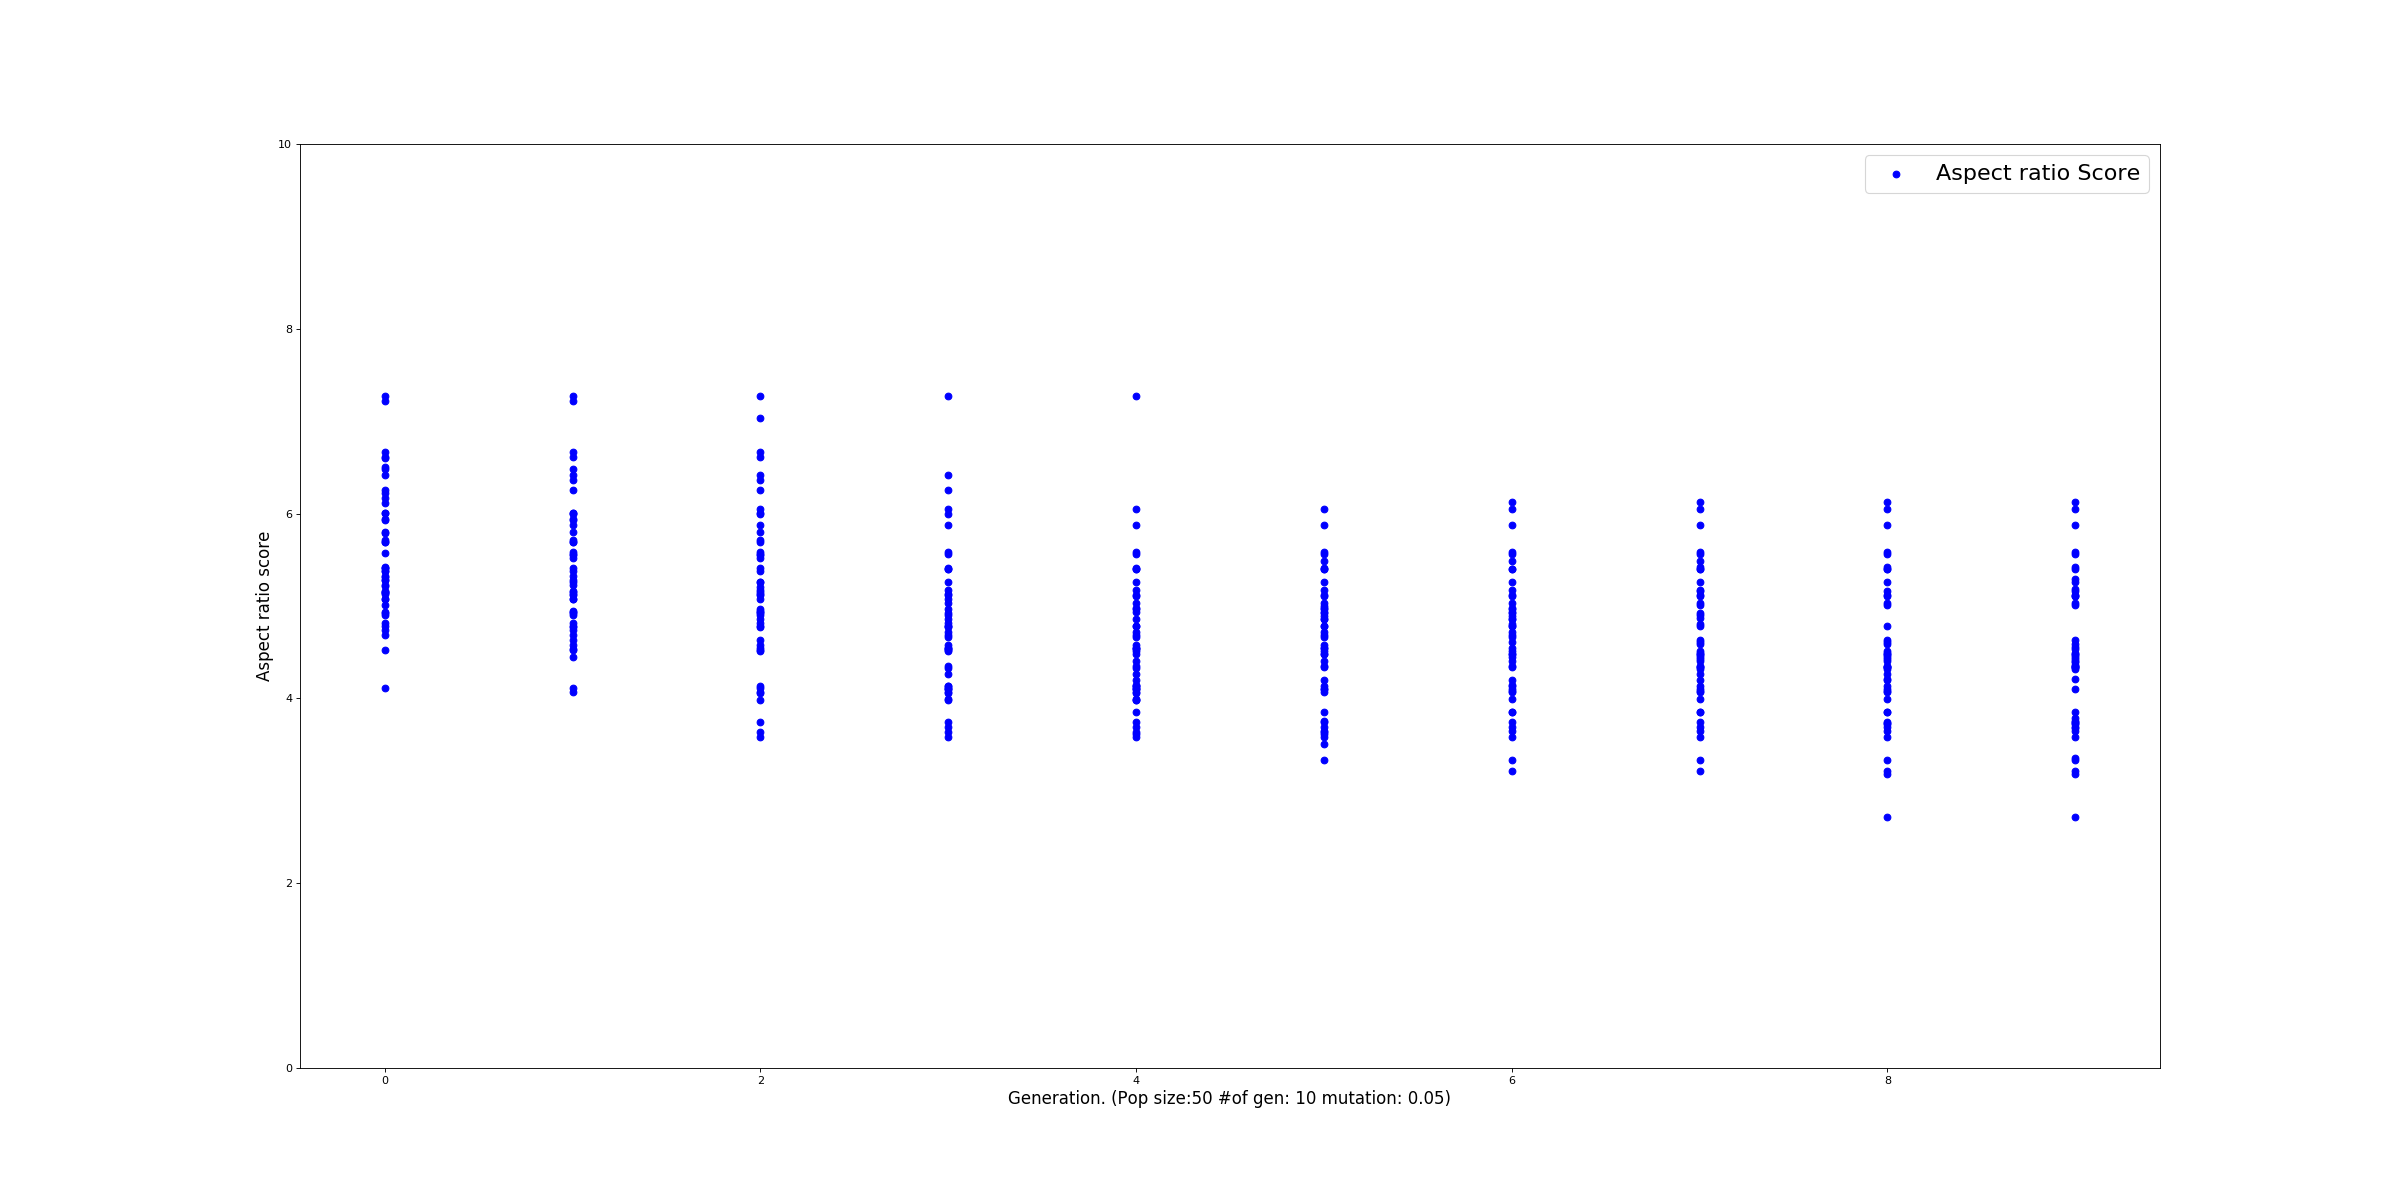 10
8
6
4
2
0
Aspect ratio score
Aspect ratio Score
0 2 4 6 8
Generation. (Pop size:50 #of gen: 10 mutation: 0.05)